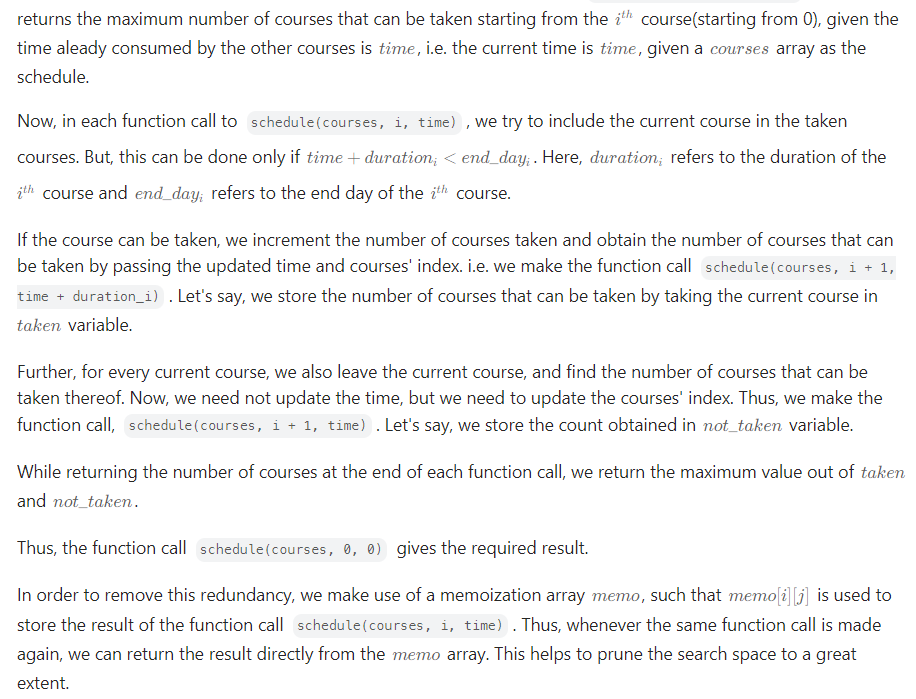 returns the maximum number of courses that can be taken starting from the i^th course(starting from 0), given the
time aleady consumed by the other courses is time, i.e. the current time is time, given a courses array as the
schedule.
Now, in each function call to schedule(courses, i, time) , we try to include the current course in the taken
courses. But, this can be done only if time + duration_i < end_day_i. Here, duration_i refers to the duration of the
i^th course and end_day_i refers to the end day of the i^th course.
If the course can be taken, we increment the number of courses taken and obtain the number of courses that can
be taken by passing the updated time and courses' index. i.e. we make the function call schedule(courses, i + 1,
time + duration_i) . Let's say, we store the number of courses that can be taken by taking the current course in
taken variable.
Further, for every current course, we also leave the current course, and find the number of courses that can be
taken thereof. Now, we need not update the time, but we need to update the courses' index. Thus, we make the
function call, schedule(courses, i + 1, time) . Let's say, we store the count obtained in not_taken variable.
While returning the number of courses at the end of each function call, we return the maximum value out of taken
and not_taken.
Thus, the function call schedule(courses, 0, 0) gives the required result.
In order to remove this redundancy, we make use of a memoization array memo, such that memo[i][j] is used to
store the result of the function call schedule(courses, i, time) . Thus, whenever the same function call is made
again, we can return the result directly from the memo array. This helps to prune the search space to a great
extent.